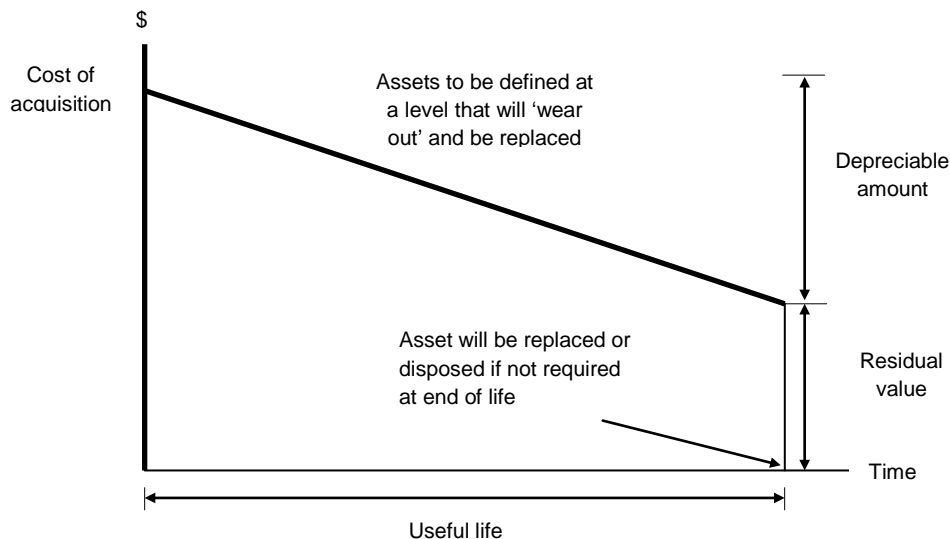 $
Cost of
acquisition
Assets to be defined at
a level that will ‘wear
out’ and be replaced
Depreciable
amount
Asset will be replaced or
disposed if not required
at end of life
Residual
value
Time
Useful life